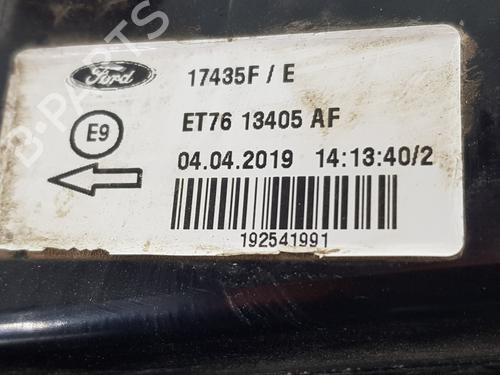 B-PARTS
Ford
17435F / E
E9
ET76 13405 AF
04.04.2019 14:13:40/2
192541991